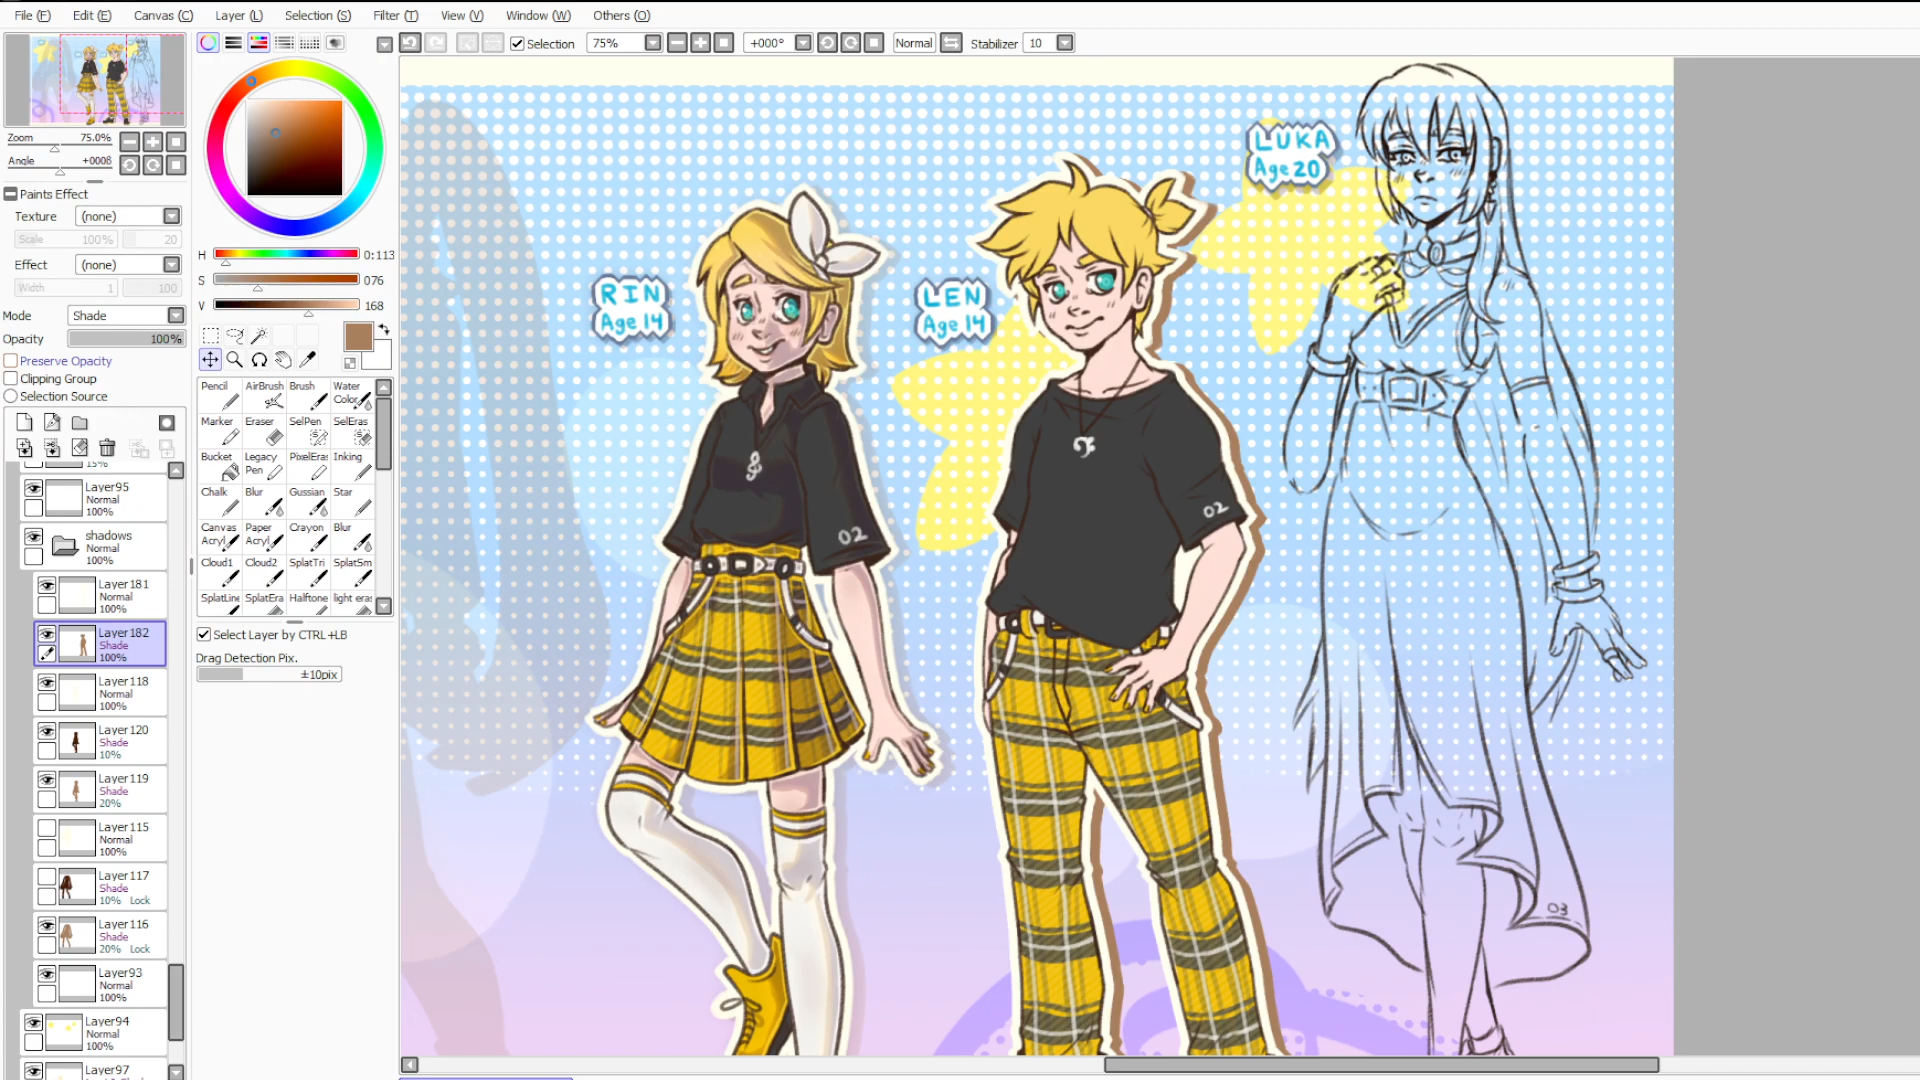 File (F) Edit (E) Canvas (C) Layer (L) Selection (S) Filter (T) View (V) Window (W) Others (O)
Selection 75% +000° Normal Stabilizer 10
Zoom 75.0%
Angle +0008
Paints Effect
Texture (none)
Scale 100% 20
Effect (none)
Width 1 100
Mode Shade
Opacity 100%
Preserve Opacity
Clipping Group
Selection Source
15%
Layer95
Normal
100%
shadows
Normal
100%
Layer181
Normal
100%
Layer182
Shade
100%
Layer118
Normal
100%
Layer120
Shade
10%
Layer119
Shade
20%
Layer115
Normal
100%
Layer117
Shade
10% Lock
Layer116
Shade
20% Lock
Layer93
Normal
100%
Layer94
Normal
100%
Layer97
H 0:113
S 076
V 168
Pencil AirBrush Brush Water Color
Marker Eraser SelPen SelEras
Bucket Legacy Pen PixelEras Inking
Chalk Blur Gussian Star
Canvas Acryl Paper Acryl Crayon Blur
Cloud1 Cloud2 SplatTri SplatSm
SplatLine SplatEra Halftone light era
Select Layer by CTRL+LB
Drag Detection Pix.
±10pix
RIN
Age 14
LEN
Age 14
LUKA
Age 20
02
02
03